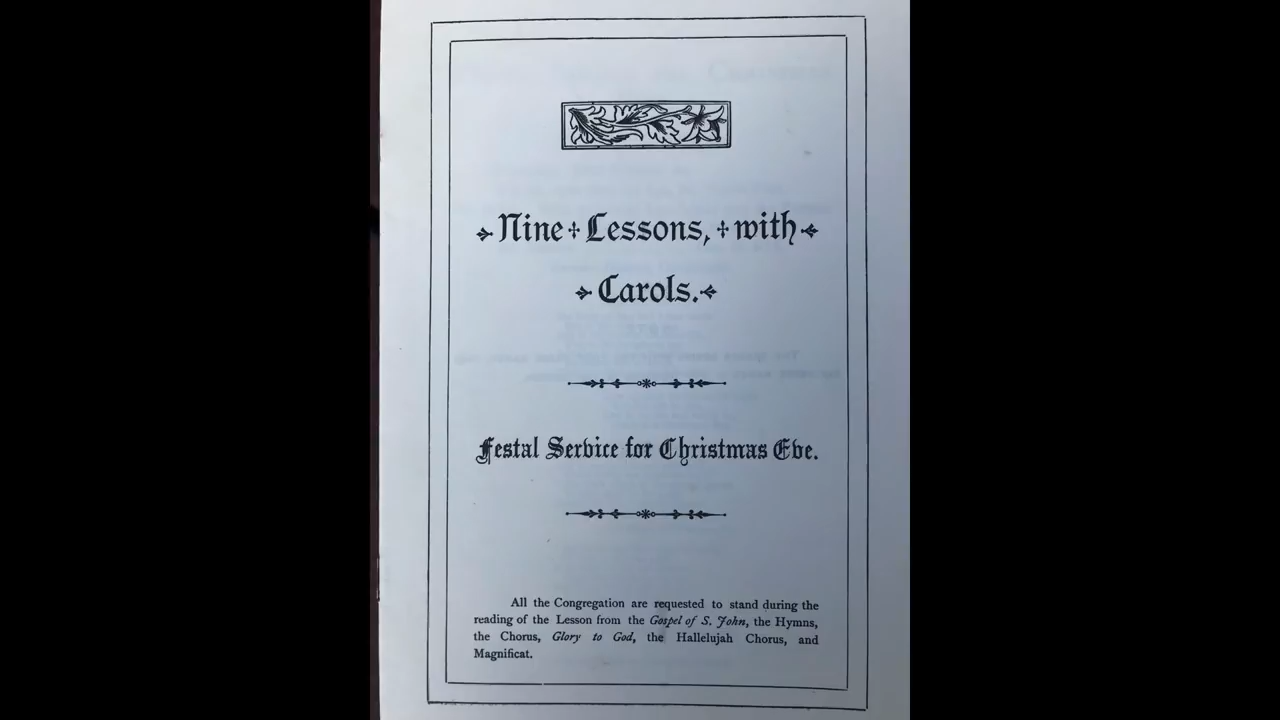 Nine Lessons, with
Carols.
Festal Service for Christmas Eve.
All the Congregation are requested to stand during the
reading of the Lesson from the Gospel of S. John, the Hymns,
the Chorus, Glory to God, the Hallelujah Chorus, and
Magnificat.